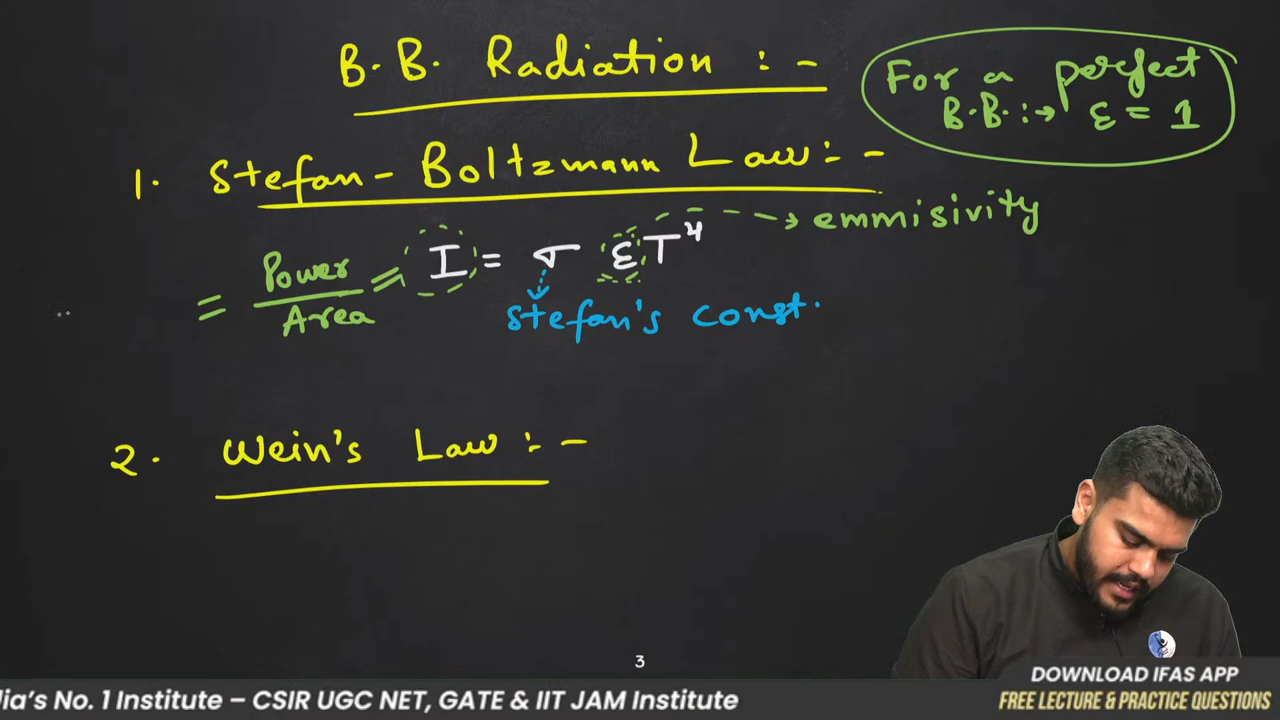 B.B. Radiation :-
For a perfect
B.B. :→ ε = 1
1. Stefan-Boltzmann Law :-
= Power/Area = I = σ εT⁴ --→ emmisivity
Stefan's const.
2. Wein's Law :-
3
DOWNLOAD IFAS APP
FREE LECTURE & PRACTICE QUESTIONS
dia's No. 1 Institute – CSIR UGC NET, GATE & IIT JAM Institute